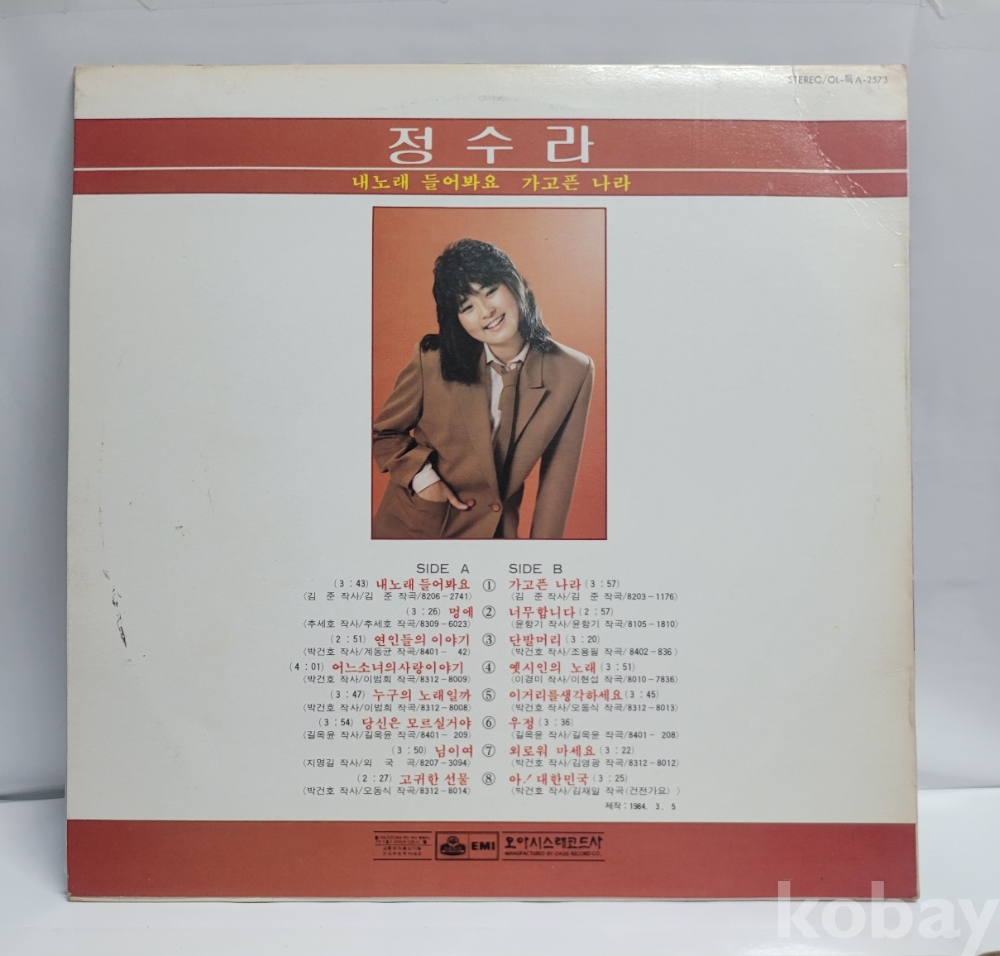 STEREO/OL-특A-2573
정수라
내노래 들어봐요 가고픈 나라
SIDE A SIDE B
(3 : 43) 내노래 들어봐요 ① 가고픈 나라 (3 : 57)
(김 준 작사/김 준 작곡/8206-2741) (김 준 작사/김 준 작곡/8203-1176)
(3 : 26) 멍에 ② 너무합니다 (2 : 57)
(추세호 작사/추세호 작곡/8309-6023) (윤항기 작사/윤항기 작곡/8105-1810)
(2 : 51) 연인들의 이야기 ③ 단발머리 (3 : 20)
(박건호 작사/계동균 작곡/8401- 42) (박건호 작사/조용필 작곡/ 8402-836 )
(4 : 01) 어느소녀의사랑이야기 ④ 옛시인의 노래 (3 : 51)
(박건호 작사/이범희 작곡/8312-8009) (이경미 작사/이현섭 작곡/8010-7836)
(3 : 47) 누구의 노래일까 ⑤ 이거리를생각하세요 (3 : 45)
(박건호 작사/이범희 작곡/8312-8008) (박건호 작사/오동식 작곡/8312-8013)
(3 : 54) 당신은 모르실거야 ⑥ 우정 (3 : 36)
(길옥윤 작사/길옥윤 작곡/8401- 209) (길옥윤 작사/길옥윤 작곡/8401- 208)
(3 : 50) 님이여 ⑦ 외로워 마세요 (3 : 22)
(지명길 작사/외 국 곡/8207-3094) (박건호 작사/김영광 작곡/8312-8012)
(2 : 27) 고귀한 선물 ⑧ 아! 대한민국 (3 : 25)
(박건호 작사/오동식 작곡/8312-8014) (박건호 작사/김재일 작곡(건전가요) )
제작 : 1984. 3. 5
EMI 오아시스레코드사
MANUFACTURED BY OASIS RECORD CO.
kobay